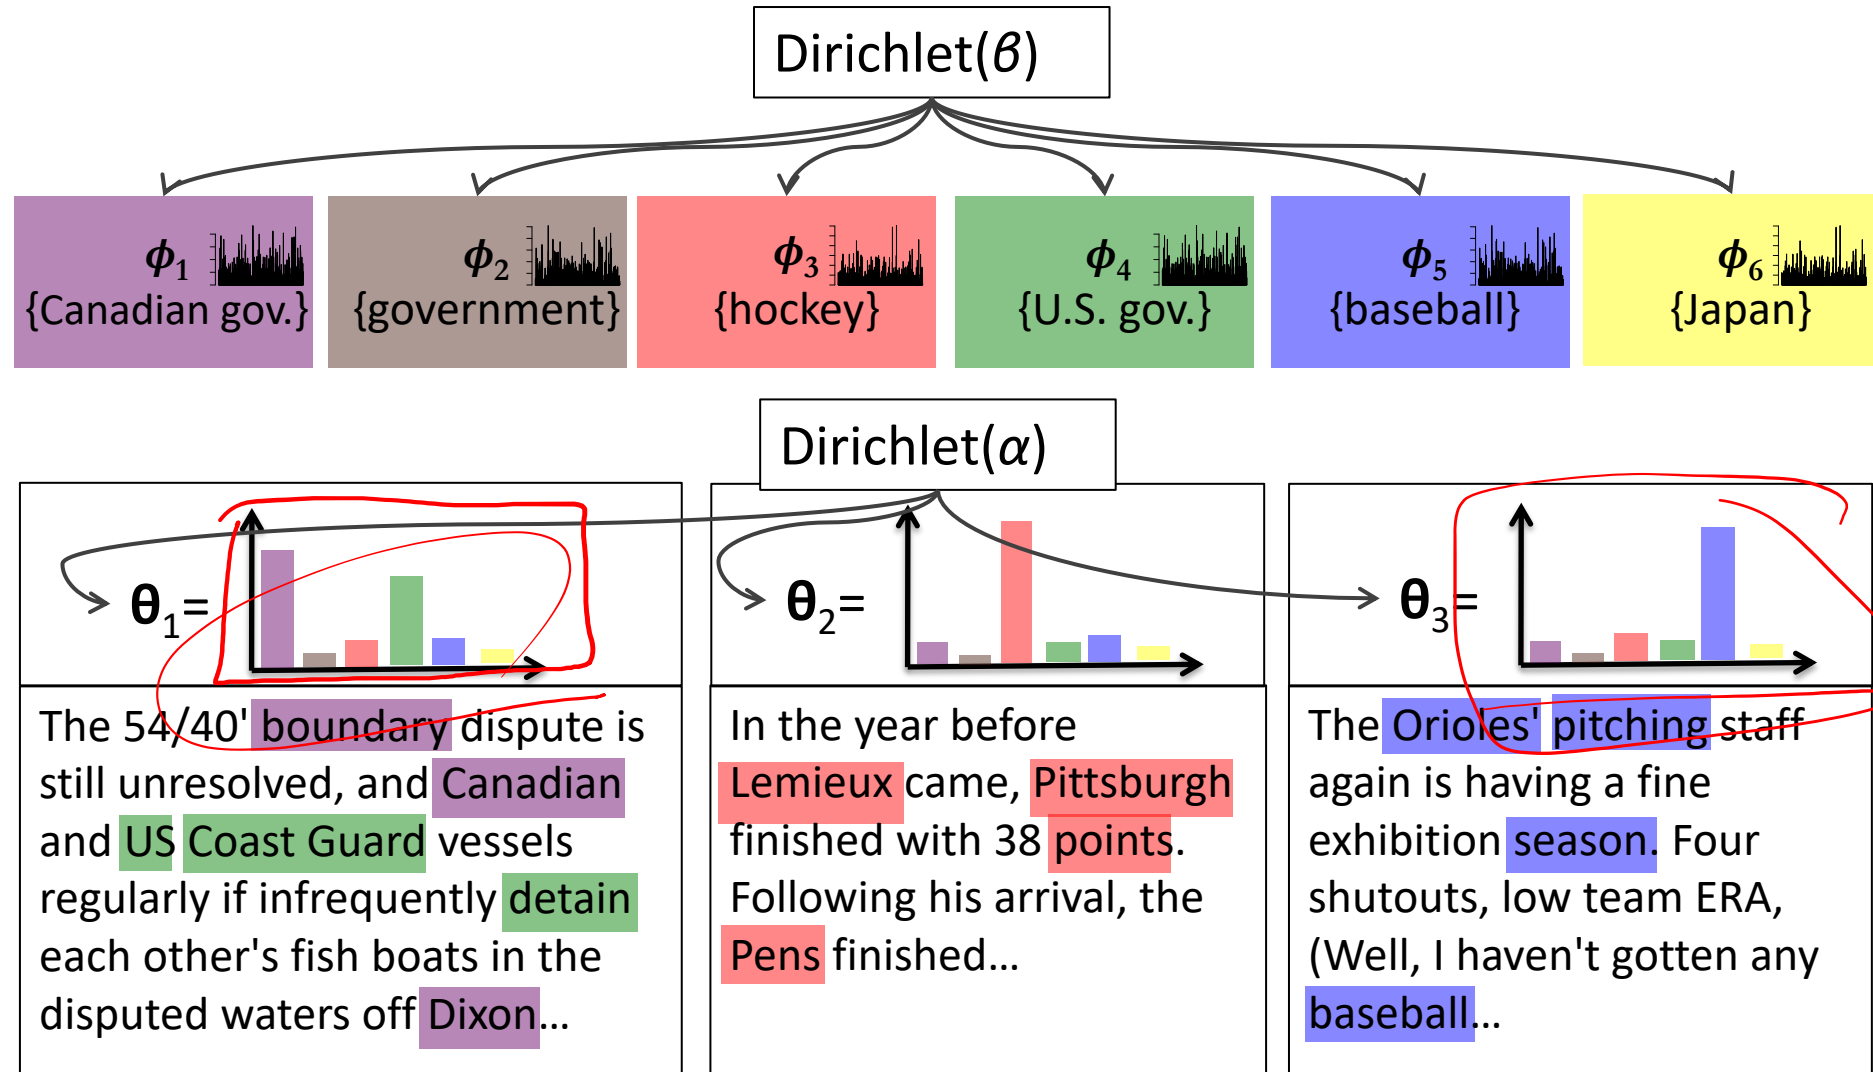 Dirichlet(β)
ϕ1
{Canadian gov.}
ϕ2
{government}
ϕ3
{hockey}
ϕ4
{U.S. gov.}
ϕ5
{baseball}
ϕ6
{Japan}
Dirichlet(α)
θ1=
The 54/40' boundary dispute is
still unresolved, and Canadian
and US Coast Guard vessels
regularly if infrequently detain
each other's fish boats in the
disputed waters off Dixon…
θ2=
In the year before
Lemieux came, Pittsburgh
finished with 38 points.
Following his arrival, the
Pens finished…
θ3=
The Orioles' pitching staff
again is having a fine
exhibition season. Four
shutouts, low team ERA,
(Well, I haven't gotten any
baseball…